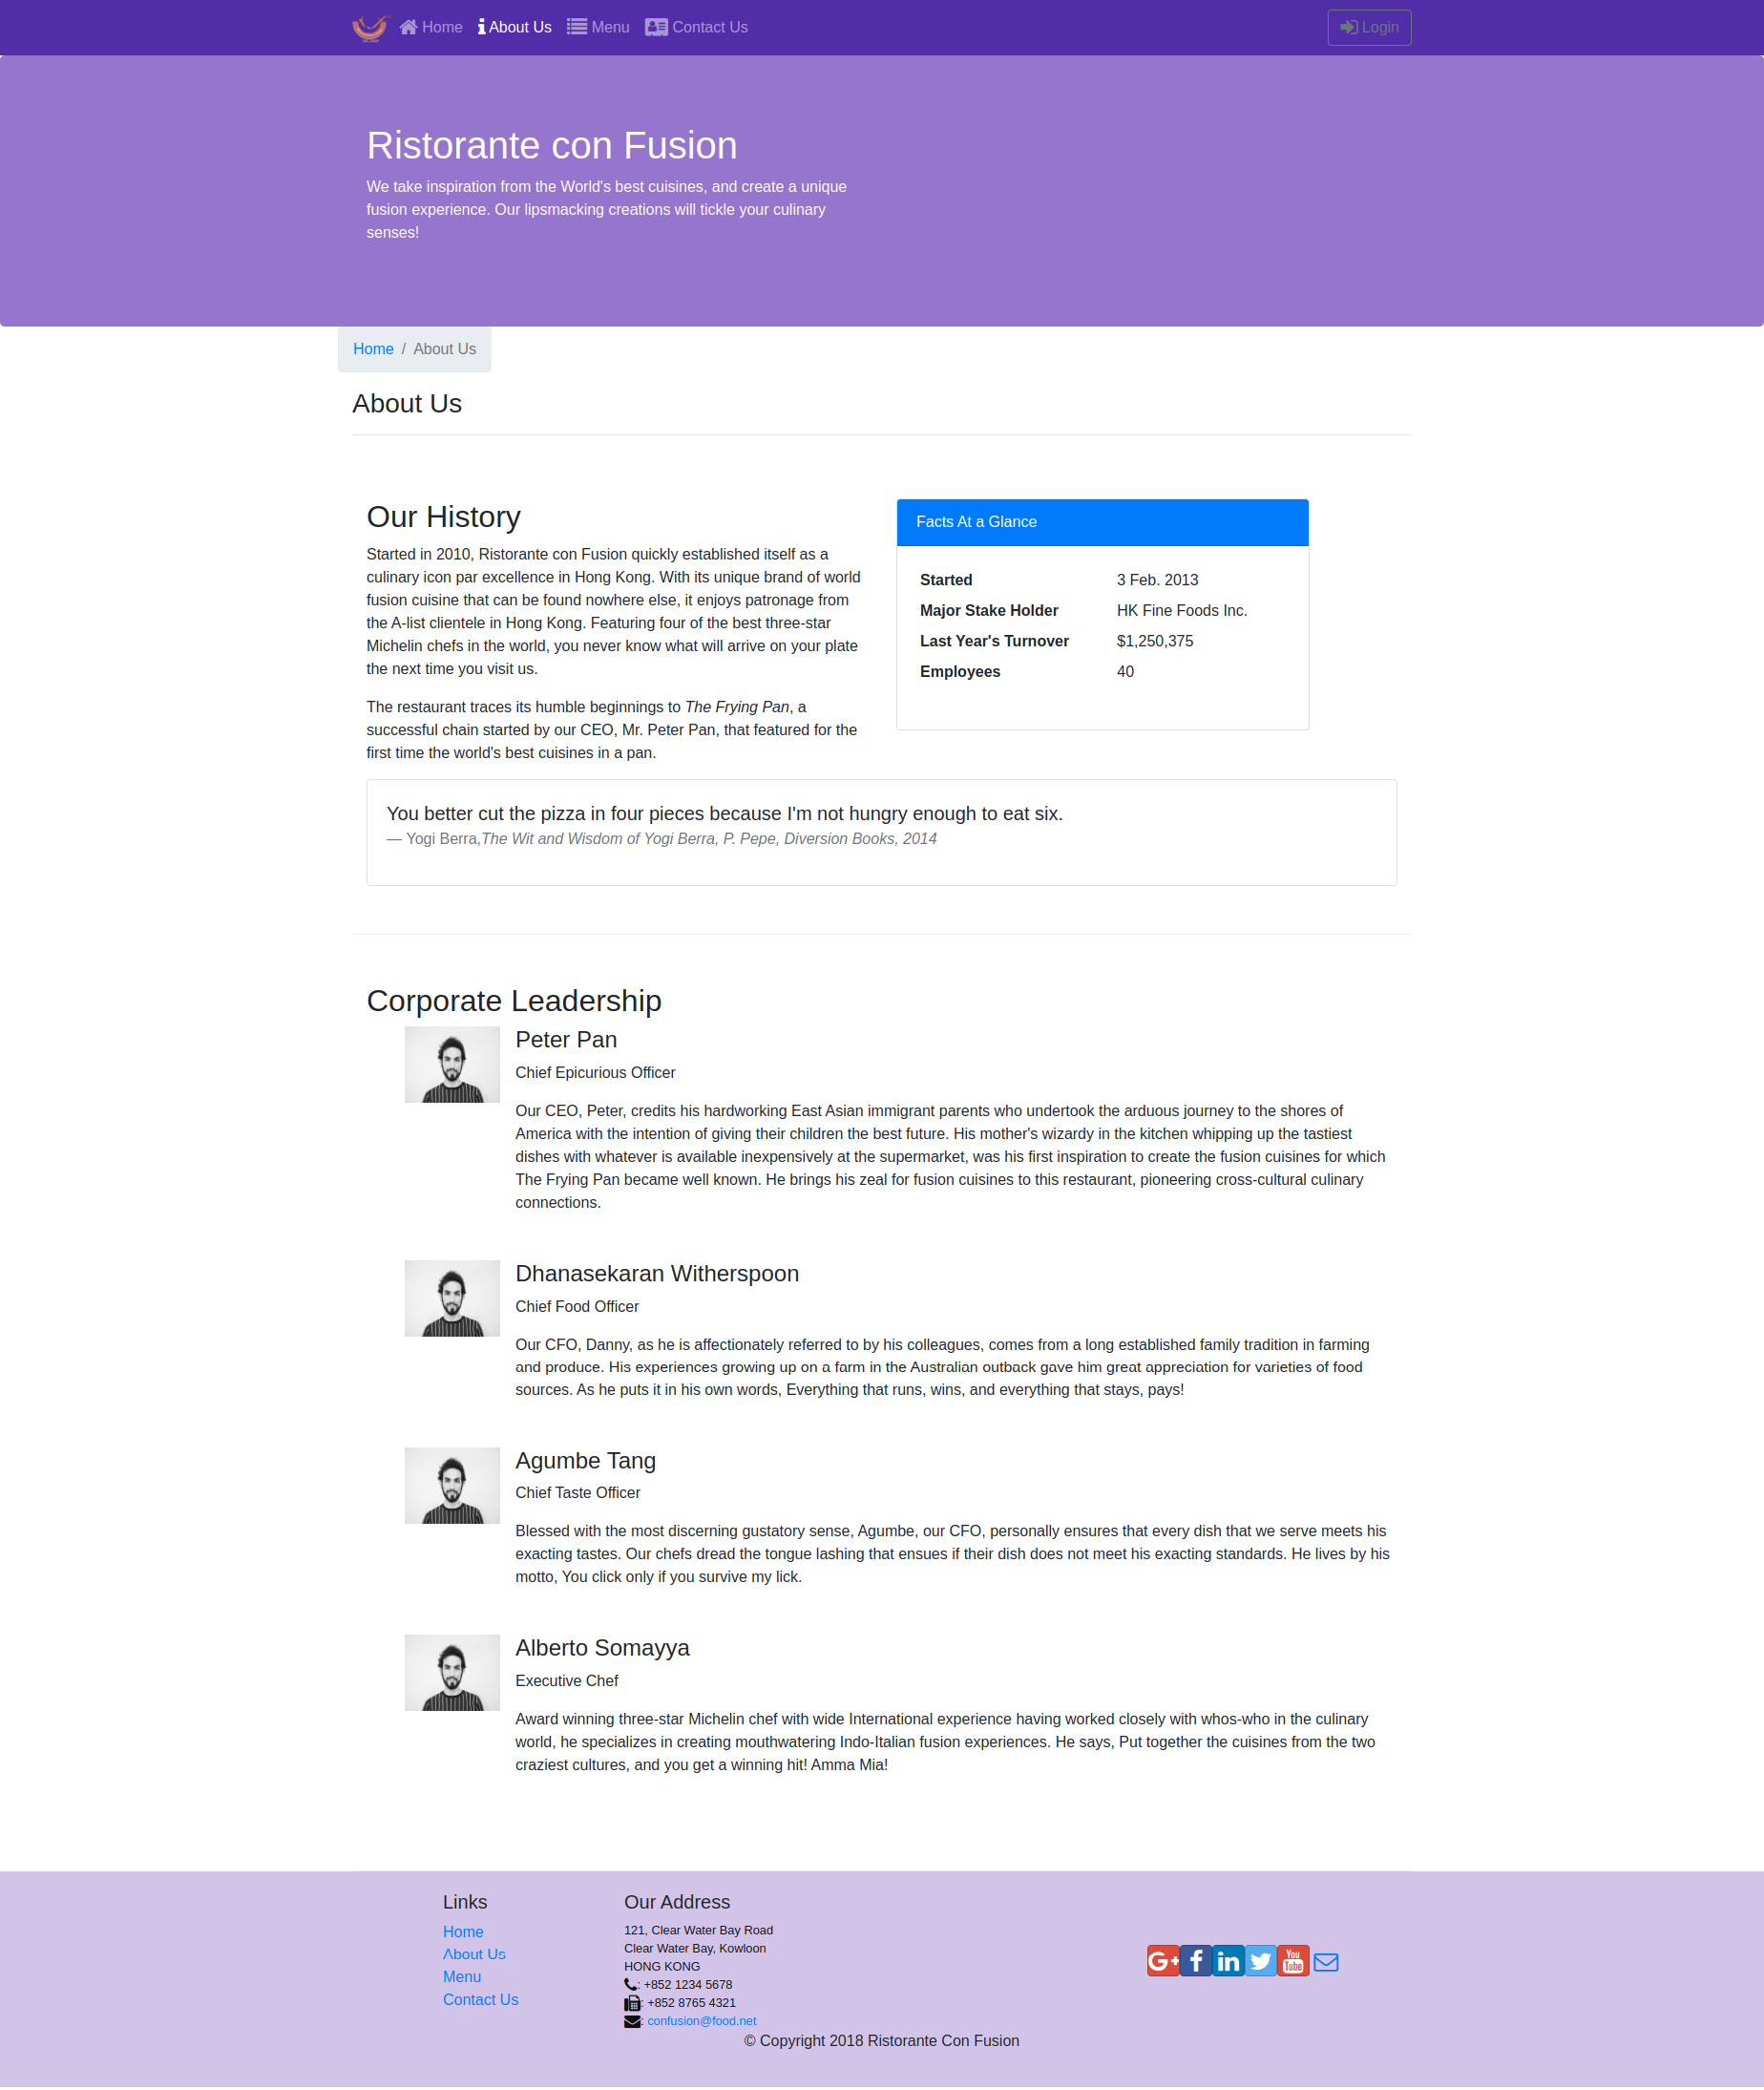 Home About Us Menu Contact Us Login
Ristorante con Fusion
We take inspiration from the World's best cuisines, and create a unique
fusion experience. Our lipsmacking creations will tickle your culinary
senses!
Home / About Us
About Us
Our History
Started in 2010, Ristorante con Fusion quickly established itself as a
culinary icon par excellence in Hong Kong. With its unique brand of world
fusion cuisine that can be found nowhere else, it enjoys patronage from
the A-list clientele in Hong Kong. Featuring four of the best three-star
Michelin chefs in the world, you never know what will arrive on your plate
the next time you visit us.
The restaurant traces its humble beginnings to The Frying Pan, a
successful chain started by our CEO, Mr. Peter Pan, that featured for the
first time the world's best cuisines in a pan.
Facts At a Glance
Started 3 Feb. 2013
Major Stake Holder HK Fine Foods Inc.
Last Year's Turnover $1,250,375
Employees 40
You better cut the pizza in four pieces because I'm not hungry enough to eat six.
— Yogi Berra,The Wit and Wisdom of Yogi Berra, P. Pepe, Diversion Books, 2014
Corporate Leadership
Peter Pan
Chief Epicurious Officer
Our CEO, Peter, credits his hardworking East Asian immigrant parents who undertook the arduous journey to the shores of
America with the intention of giving their children the best future. His mother's wizardy in the kitchen whipping up the tastiest
dishes with whatever is available inexpensively at the supermarket, was his first inspiration to create the fusion cuisines for which
The Frying Pan became well known. He brings his zeal for fusion cuisines to this restaurant, pioneering cross-cultural culinary
connections.
Dhanasekaran Witherspoon
Chief Food Officer
Our CFO, Danny, as he is affectionately referred to by his colleagues, comes from a long established family tradition in farming
and produce. His experiences growing up on a farm in the Australian outback gave him great appreciation for varieties of food
sources. As he puts it in his own words, Everything that runs, wins, and everything that stays, pays!
Agumbe Tang
Chief Taste Officer
Blessed with the most discerning gustatory sense, Agumbe, our CFO, personally ensures that every dish that we serve meets his
exacting tastes. Our chefs dread the tongue lashing that ensues if their dish does not meet his exacting standards. He lives by his
motto, You click only if you survive my lick.
Alberto Somayya
Executive Chef
Award winning three-star Michelin chef with wide International experience having worked closely with whos-who in the culinary
world, he specializes in creating mouthwatering Indo-Italian fusion experiences. He says, Put together the cuisines from the two
craziest cultures, and you get a winning hit! Amma Mia!
Links
Home
About Us
Menu
Contact Us
Our Address
121, Clear Water Bay Road
Clear Water Bay, Kowloon
HONG KONG
: +852 1234 5678
: +852 8765 4321
: confusion@food.net
G+ f in You Tube
© Copyright 2018 Ristorante Con Fusion